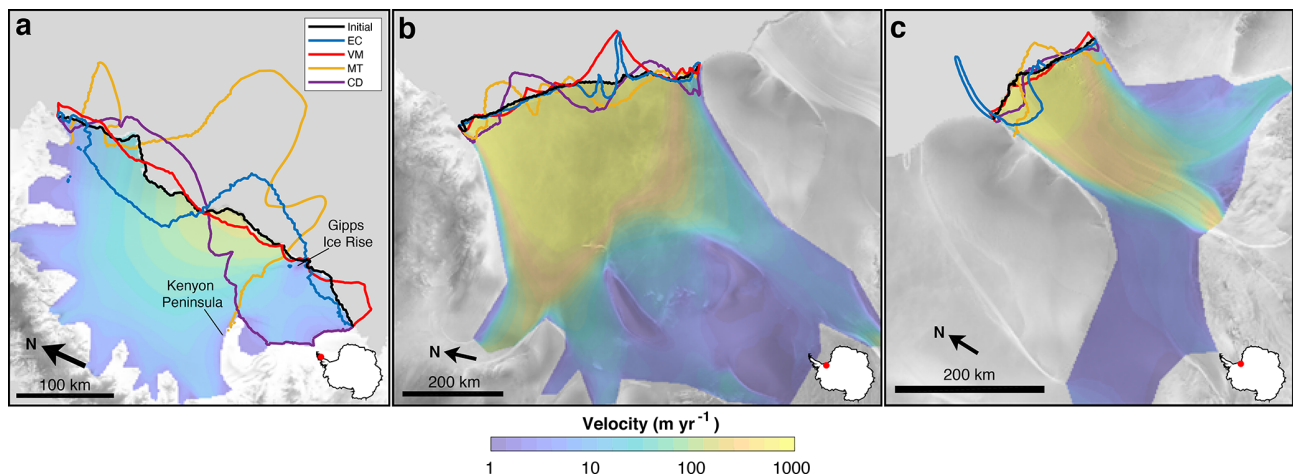 a
Initial
EC
VM
MT
CD
Gipps
Ice Rise
Kenyon
Peninsula
N
100 km
b
N
200 km
c
N
200 km
Velocity (m yr -1)
1 10 100 1000